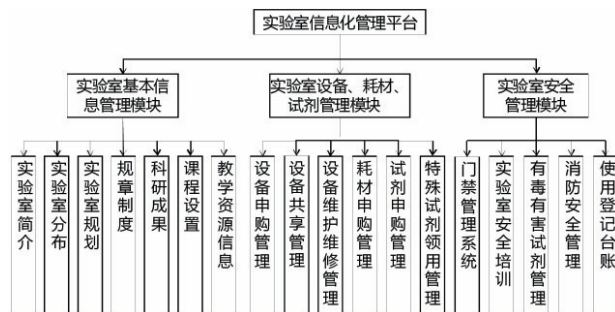 实验室信息化管理平台
实验室基本信
息管理模块
实验室设备、耗材、
试剂管理模块
实验室安全
管理模块
实验室简介
实验室分布
实验室规划
规章制度
科研成果
课程设置
教学资源信息
设备申购管理
设备共享管理
设备维护维修管理
耗材申购管理
试剂申购管理
特殊试剂领用管理
门禁管理系统
实验室安全培训
有毒有害试剂管理
消防安全管理
使用登记台账